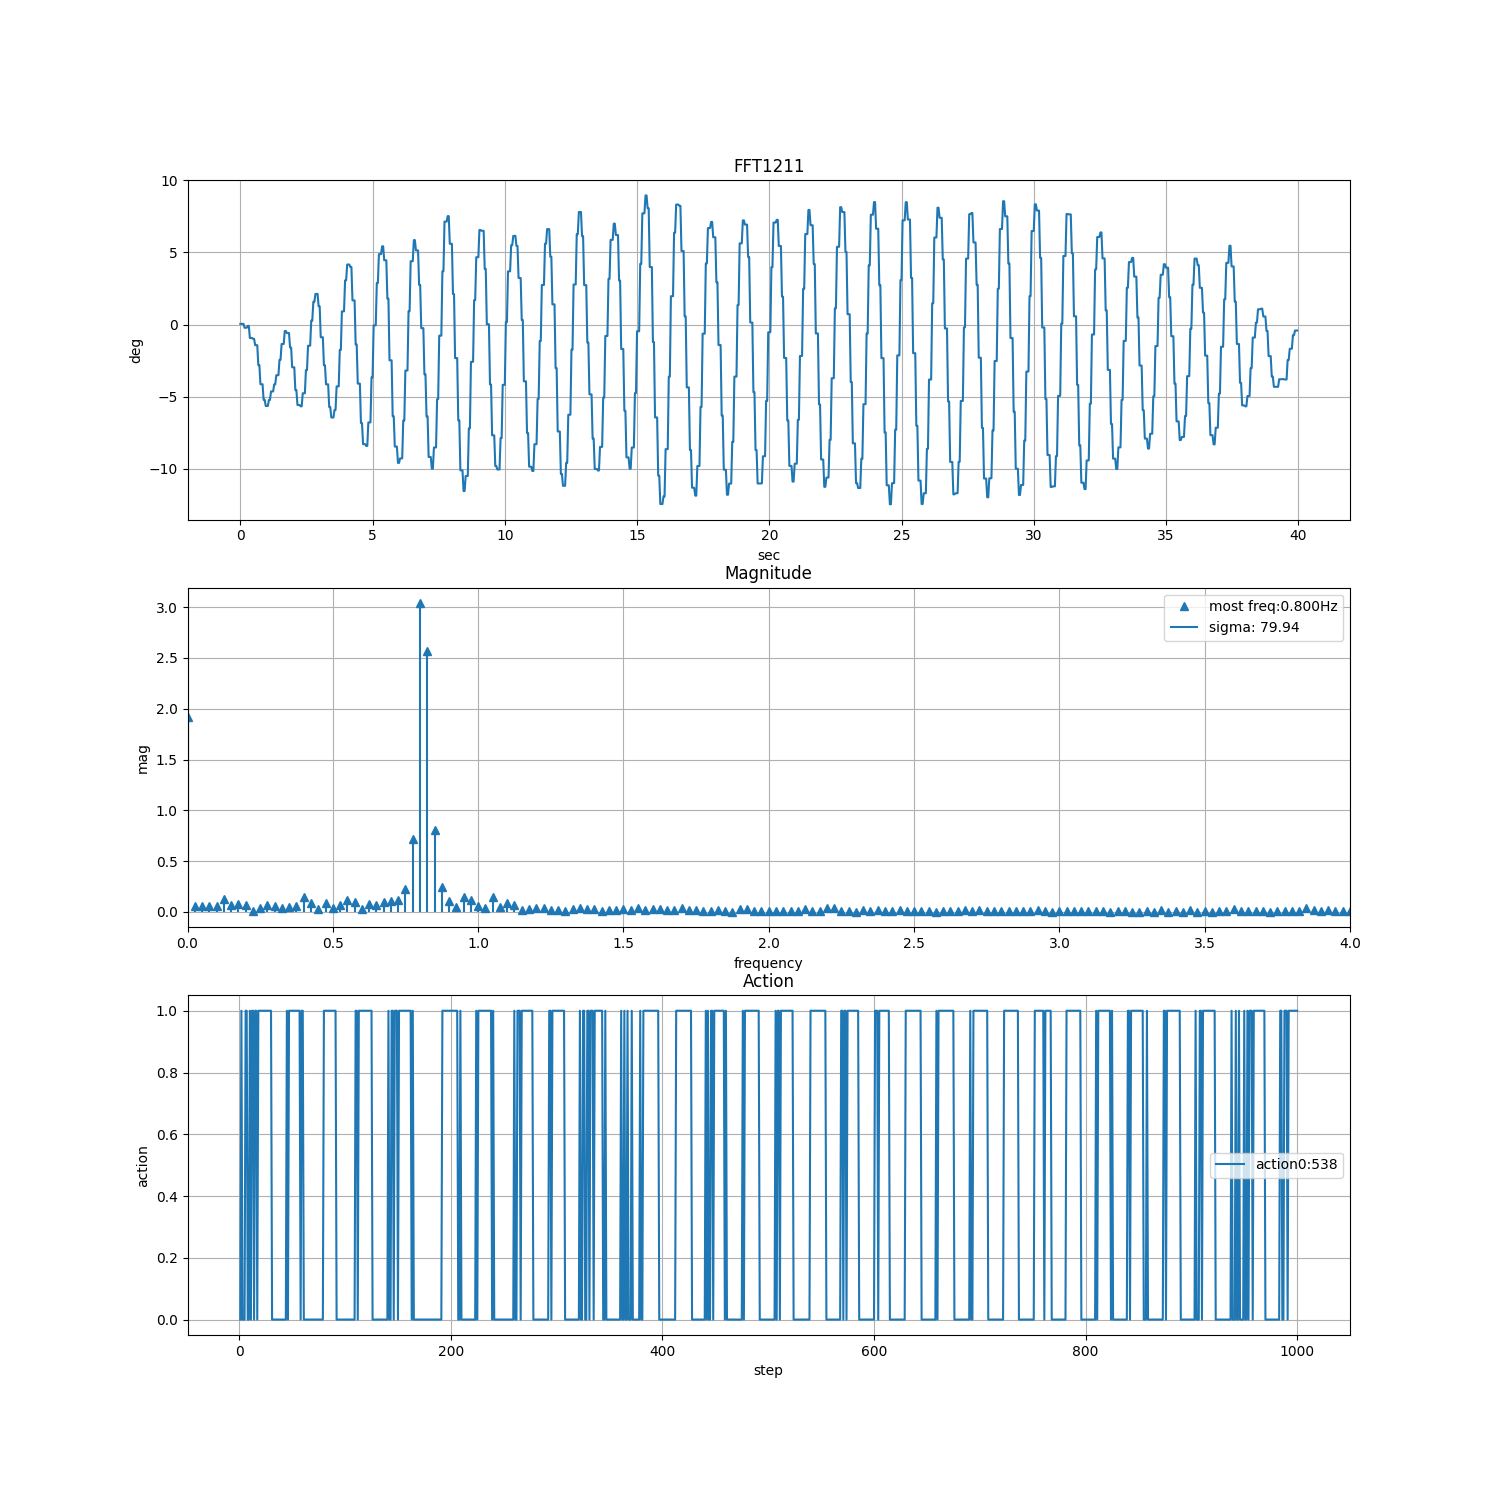 FFT1211
10
5
0
−5
−10
deg
0 5 10 15 20 25 30 35 40
sec
Magnitude
3.0
2.5
2.0
1.5
1.0
0.5
0.0
mag
most freq:0.800Hz
sigma: 79.94
0.0 0.5 1.0 1.5 2.0 2.5 3.0 3.5 4.0
frequency
Action
1.0
0.8
0.6
0.4
0.2
0.0
action
action0:538
0 200 400 600 800 1000
step